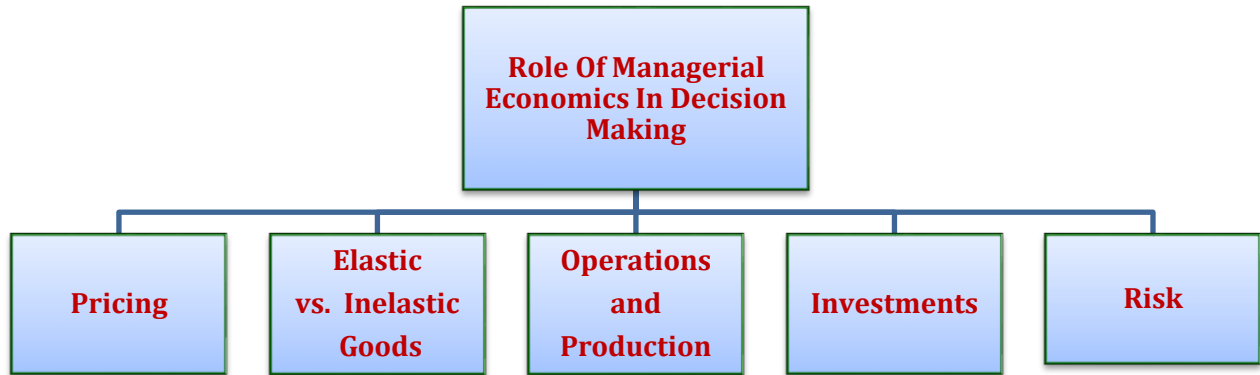 Role Of Managerial
Economics In Decision
Making
Pricing
Elastic
vs. Inelastic
Goods
Operations
and
Production
Investments
Risk